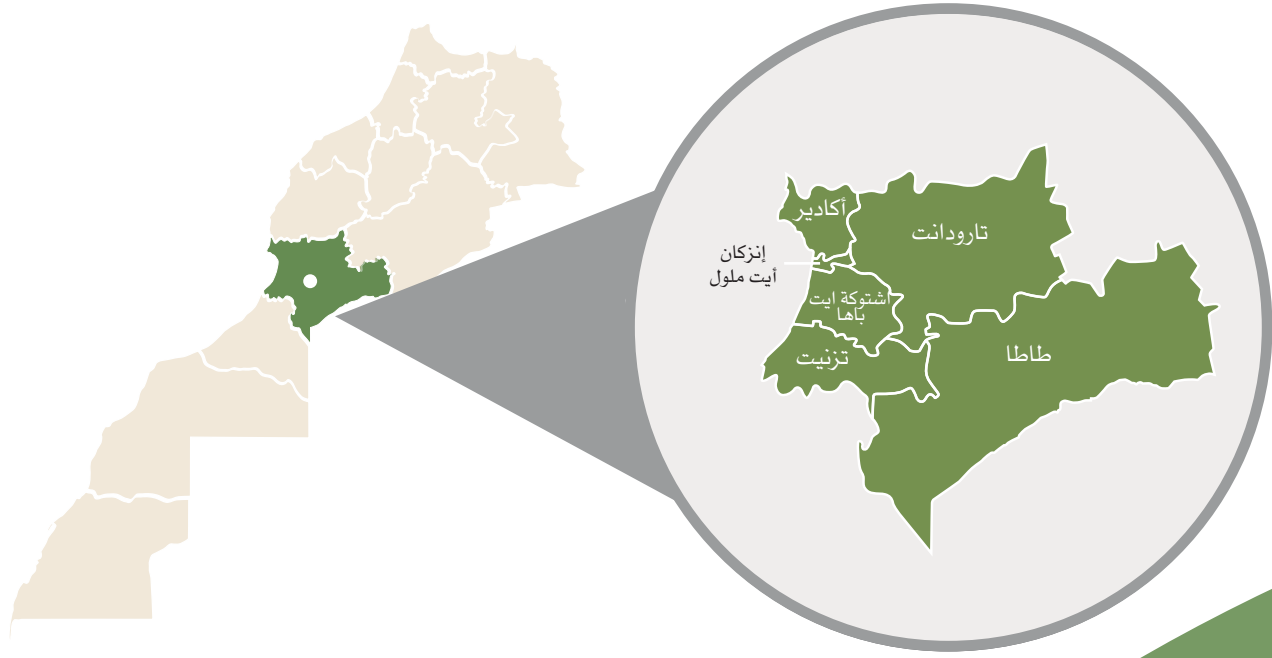 أكادير
تارودانت
إنزكان
أيت ملول
اشتوكة ايت
باها
تزنيت
طاطا